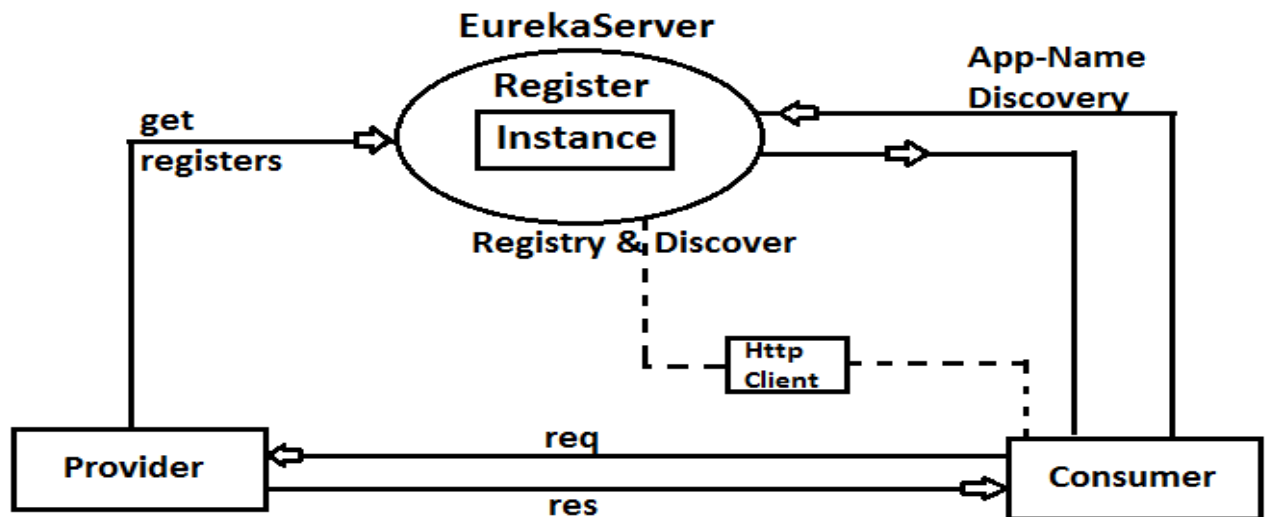 EurekaServer
Register
Instance
get
registers
App-Name
Discovery
Registry & Discover
Http
Client
Provider
req
res
Consumer